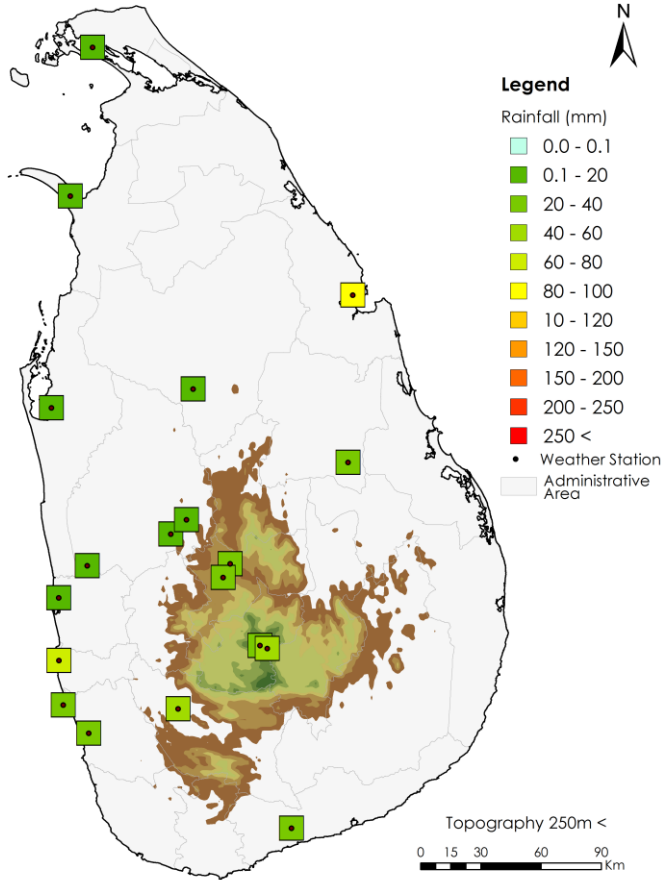 N
Legend
Rainfall (mm)
0.0 - 0.1
0.1 - 20
20 - 40
40 - 60
60 - 80
80 - 100
10 - 120
120 - 150
150 - 200
200 - 250
250 <
Weather Station
Administrative
Area
Topography 250m <
0 15 30 60 90
Km